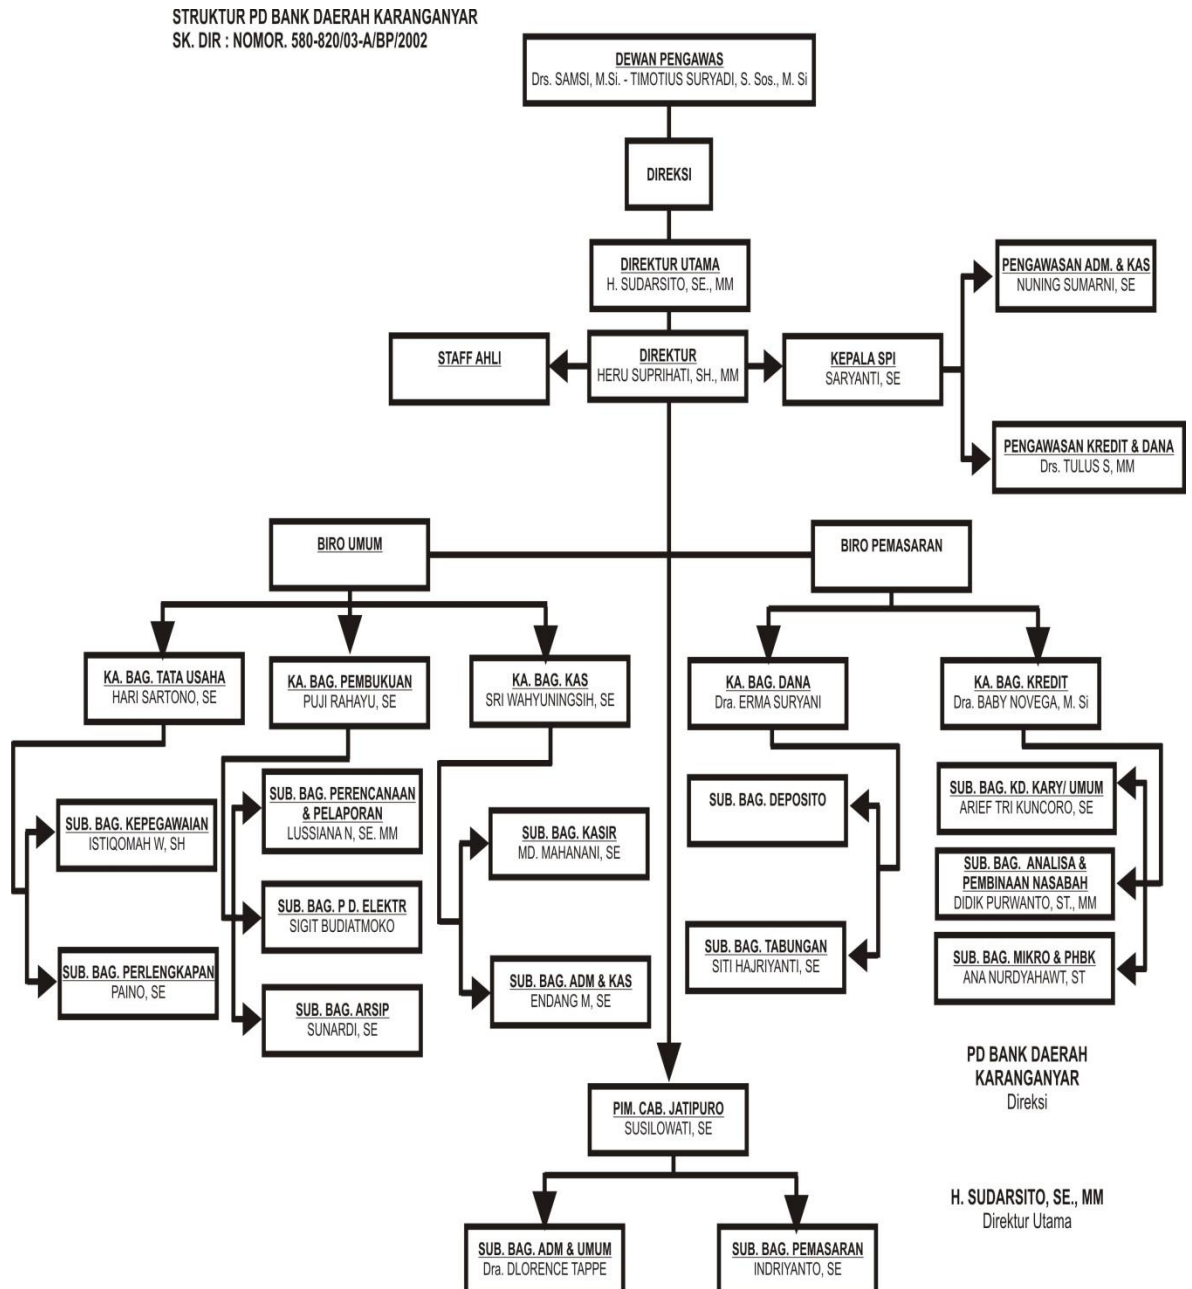 STRUKTUR PD BANK DAERAH KARANGANYAR
SK. DIR : NOMOR. 580-820/03-A/BP/2002
DEWAN PENGAWAS
Drs. SAMSI, M.Si. - TIMOTIUS SURYADI, S. Sos., M. Si
DIREKSI
DIREKTUR UTAMA
H. SUDARSITO, SE., MM
PENGAWASAN ADM. & KAS
NUNING SUMARNI, SE
STAFF AHLI
DIREKTUR
HERU SUPRIHATI, SH., MM
KEPALA SPI
SARYANTI, SE
PENGAWASAN KREDIT & DANA
Drs. TULUS S, MM
BIRO UMUM
BIRO PEMASARAN
KA. BAG. TATA USAHA
HARI SARTONO, SE
KA. BAG. PEMBUKUAN
PUJI RAHAYU, SE
KA. BAG. KAS
SRI WAHYUNINGSIH, SE
KA. BAG. DANA
Dra. ERMA SURYANI
KA. BAG. KREDIT
Dra. BABY NOVEGA, M. Si
SUB. BAG. KEPEGAWAIAN
ISTIQOMAH W, SH
SUB. BAG. PERLENGKAPAN
PAINO, SE
SUB. BAG. PERENCANAAN
& PELAPORAN
LUSSIANA N, SE. MM
SUB. BAG. P D. ELEKTR
SIGIT BUDIATMOKO
SUB. BAG. ARSIP
SUNARDI, SE
SUB. BAG. KASIR
MD. MAHANANI, SE
SUB. BAG. ADM & KAS
ENDANG M, SE
SUB. BAG. DEPOSITO
SUB. BAG. TABUNGAN
SITI HAJRIYANTI, SE
SUB. BAG. KD. KARY/ UMUM
ARIEF TRI KUNCORO, SE
SUB. BAG. ANALISA &
PEMBINAAN NASABAH
DIDIK PURWANTO, ST., MM
SUB. BAG. MIKRO & PHBK
ANA NURDYAHAWT, ST
PIM. CAB. JATIPURO
SUSILOWATI, SE
SUB. BAG. ADM & UMUM
Dra. DLORENCE TAPPE
SUB. BAG. PEMASARAN
INDRIYANTO, SE
PD BANK DAERAH
KARANGANYAR
Direksi
H. SUDARSITO, SE., MM
Direktur Utama